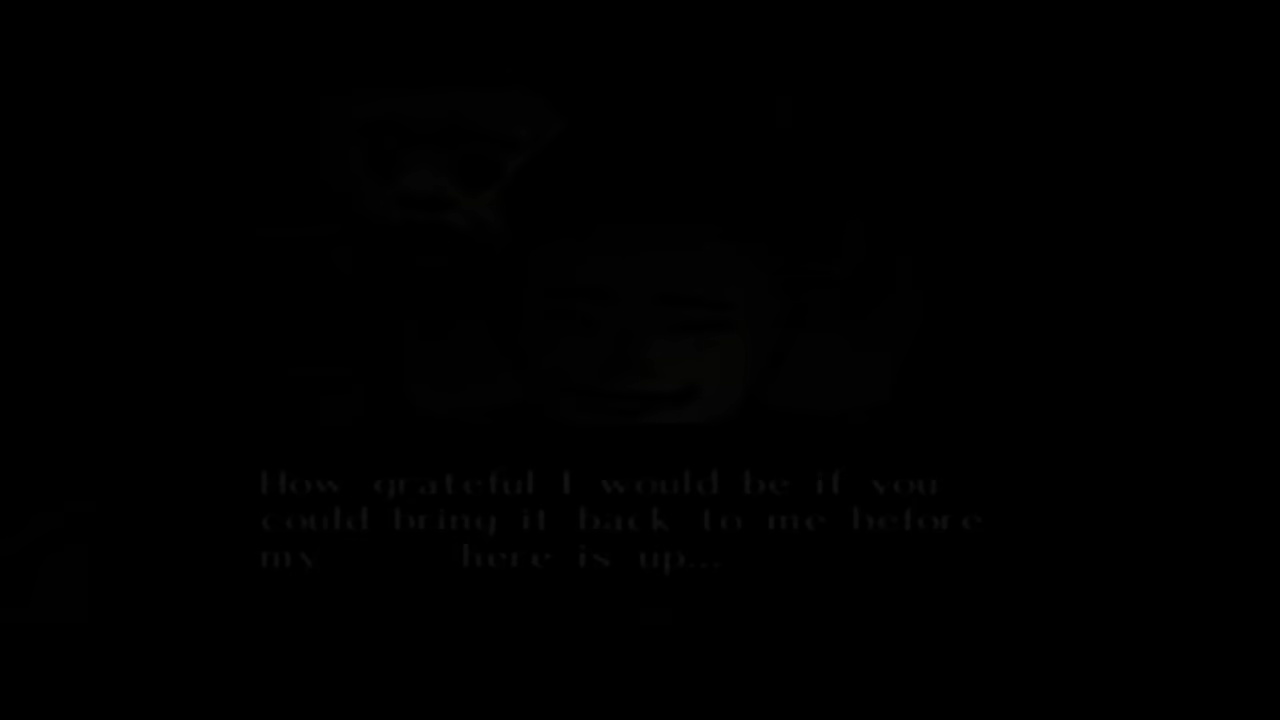 How grateful I would be if you
could bring it back to me before
my here is up...